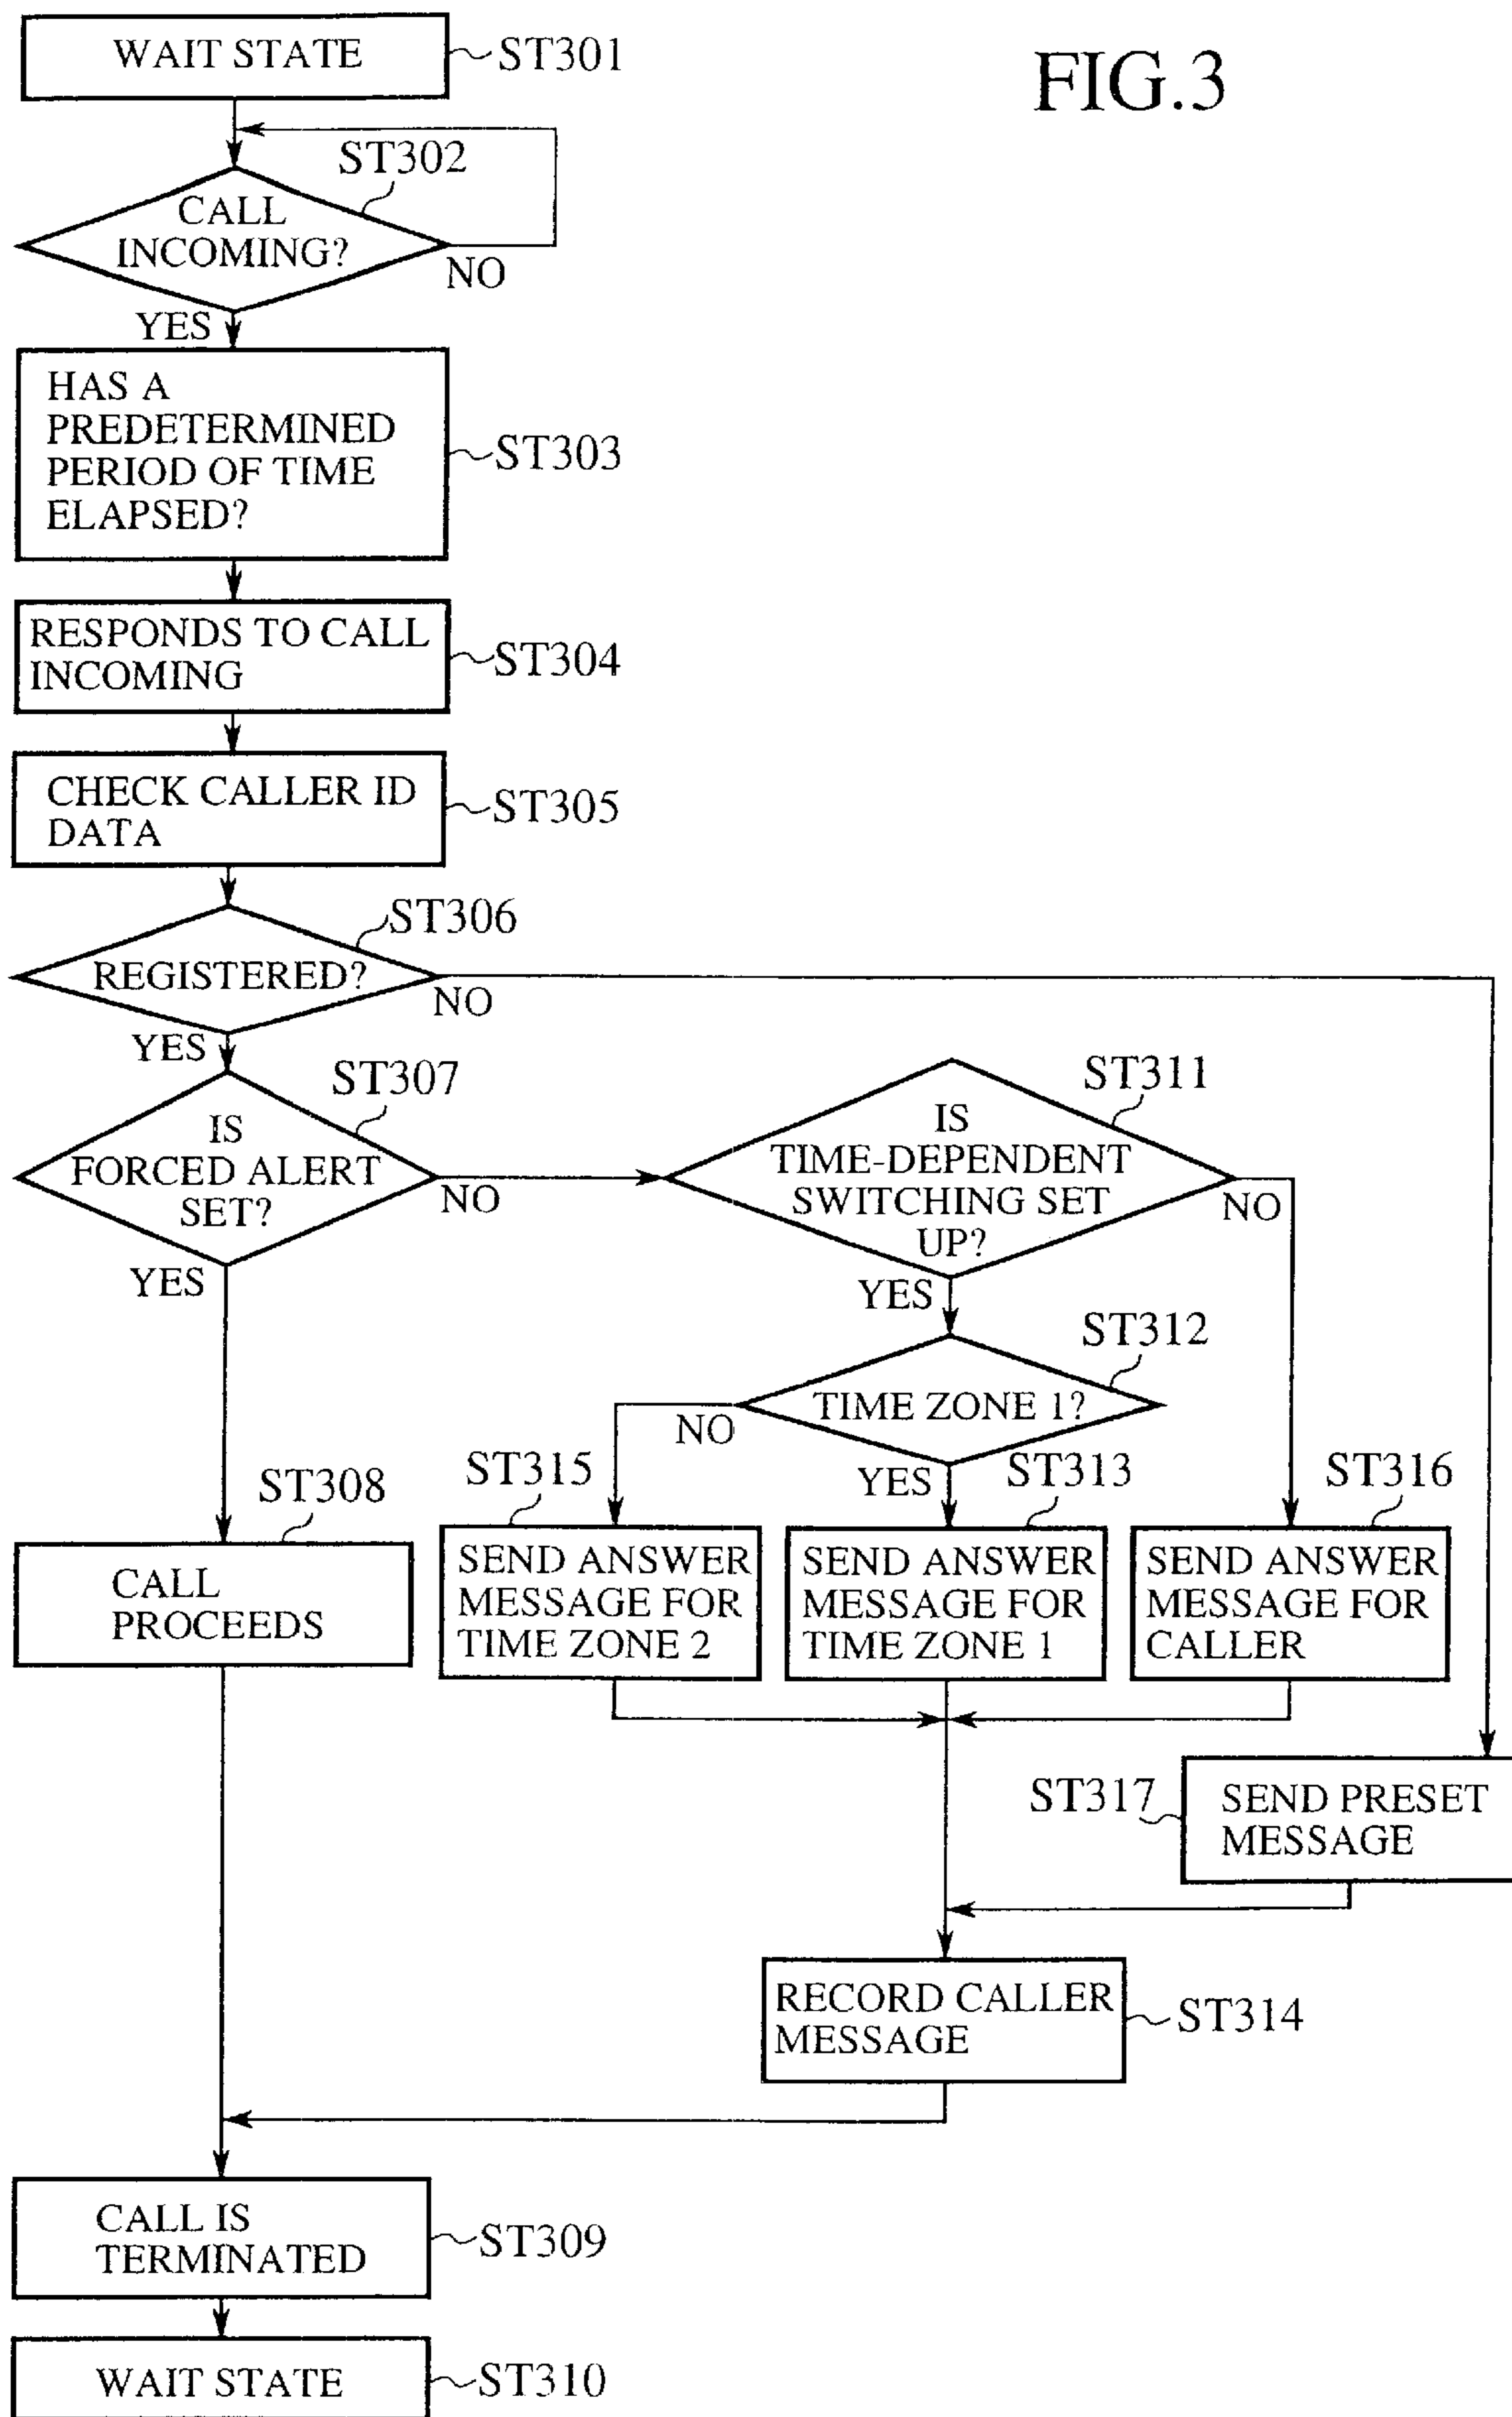 FIG.3
WAIT STATE
ST301
ST302
CALL
INCOMING?
NO
YES
HAS A
PREDETERMINED
PERIOD OF TIME
ELAPSED?
ST303
RESPONDS TO CALL
INCOMING
ST304
CHECK CALLER ID
DATA
ST305
ST306
REGISTERED?
NO
YES
ST307
IS
FORCED ALERT
SET?
NO
YES
ST311
IS
TIME-DEPENDENT
SWITCHING SET
UP?
NO
YES
ST312
TIME ZONE 1?
NO
YES
ST308
CALL
PROCEEDS
ST315
SEND ANSWER
MESSAGE FOR
TIME ZONE 2
ST313
SEND ANSWER
MESSAGE FOR
TIME ZONE 1
ST316
SEND ANSWER
MESSAGE FOR
CALLER
ST317
SEND PRESET
MESSAGE
RECORD CALLER
MESSAGE
ST314
CALL IS
TERMINATED
ST309
WAIT STATE
ST310